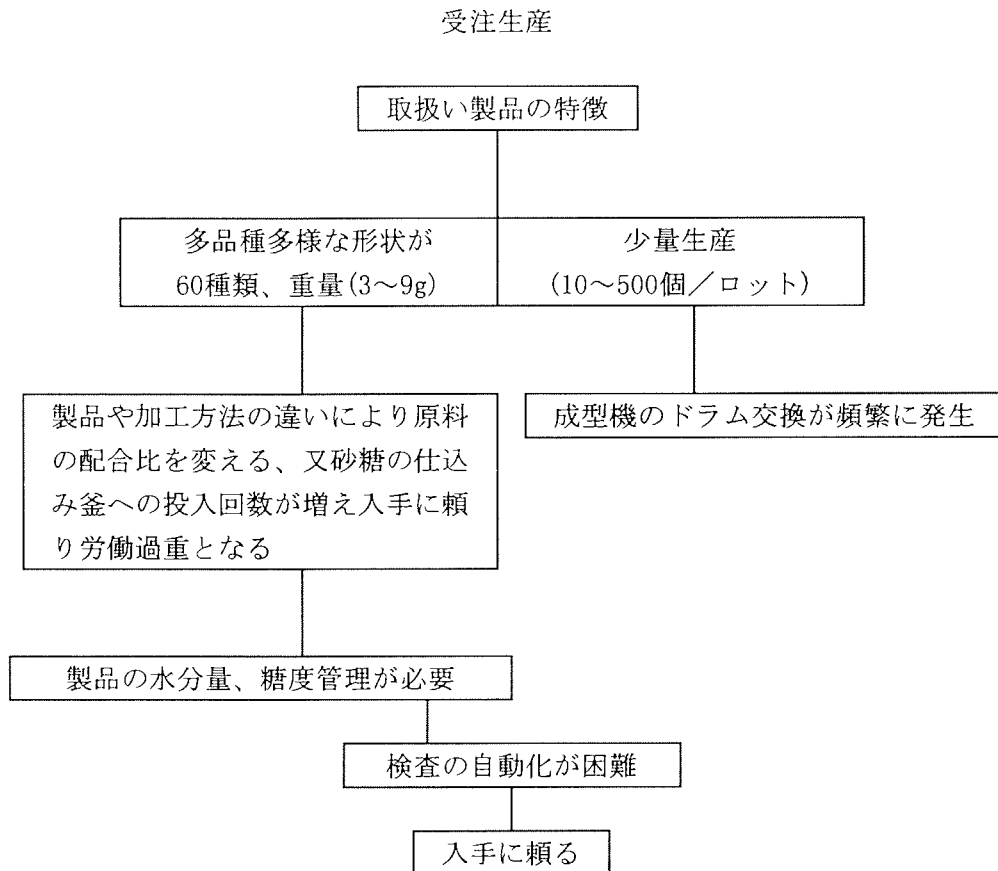 受注生産
取扱い製品の特徴
多品種多様な形状が
60種類、重量(3～9g)
少量生産
(10～500個／ロット)
製品や加工方法の違いにより原料
の配合比を変える、又砂糖の仕込
み釜への投入回数が増え入手に頼
り労働過重となる
成型機のドラム交換が頻繁に発生
製品の水分量、糖度管理が必要
検査の自動化が困難
入手に頼る